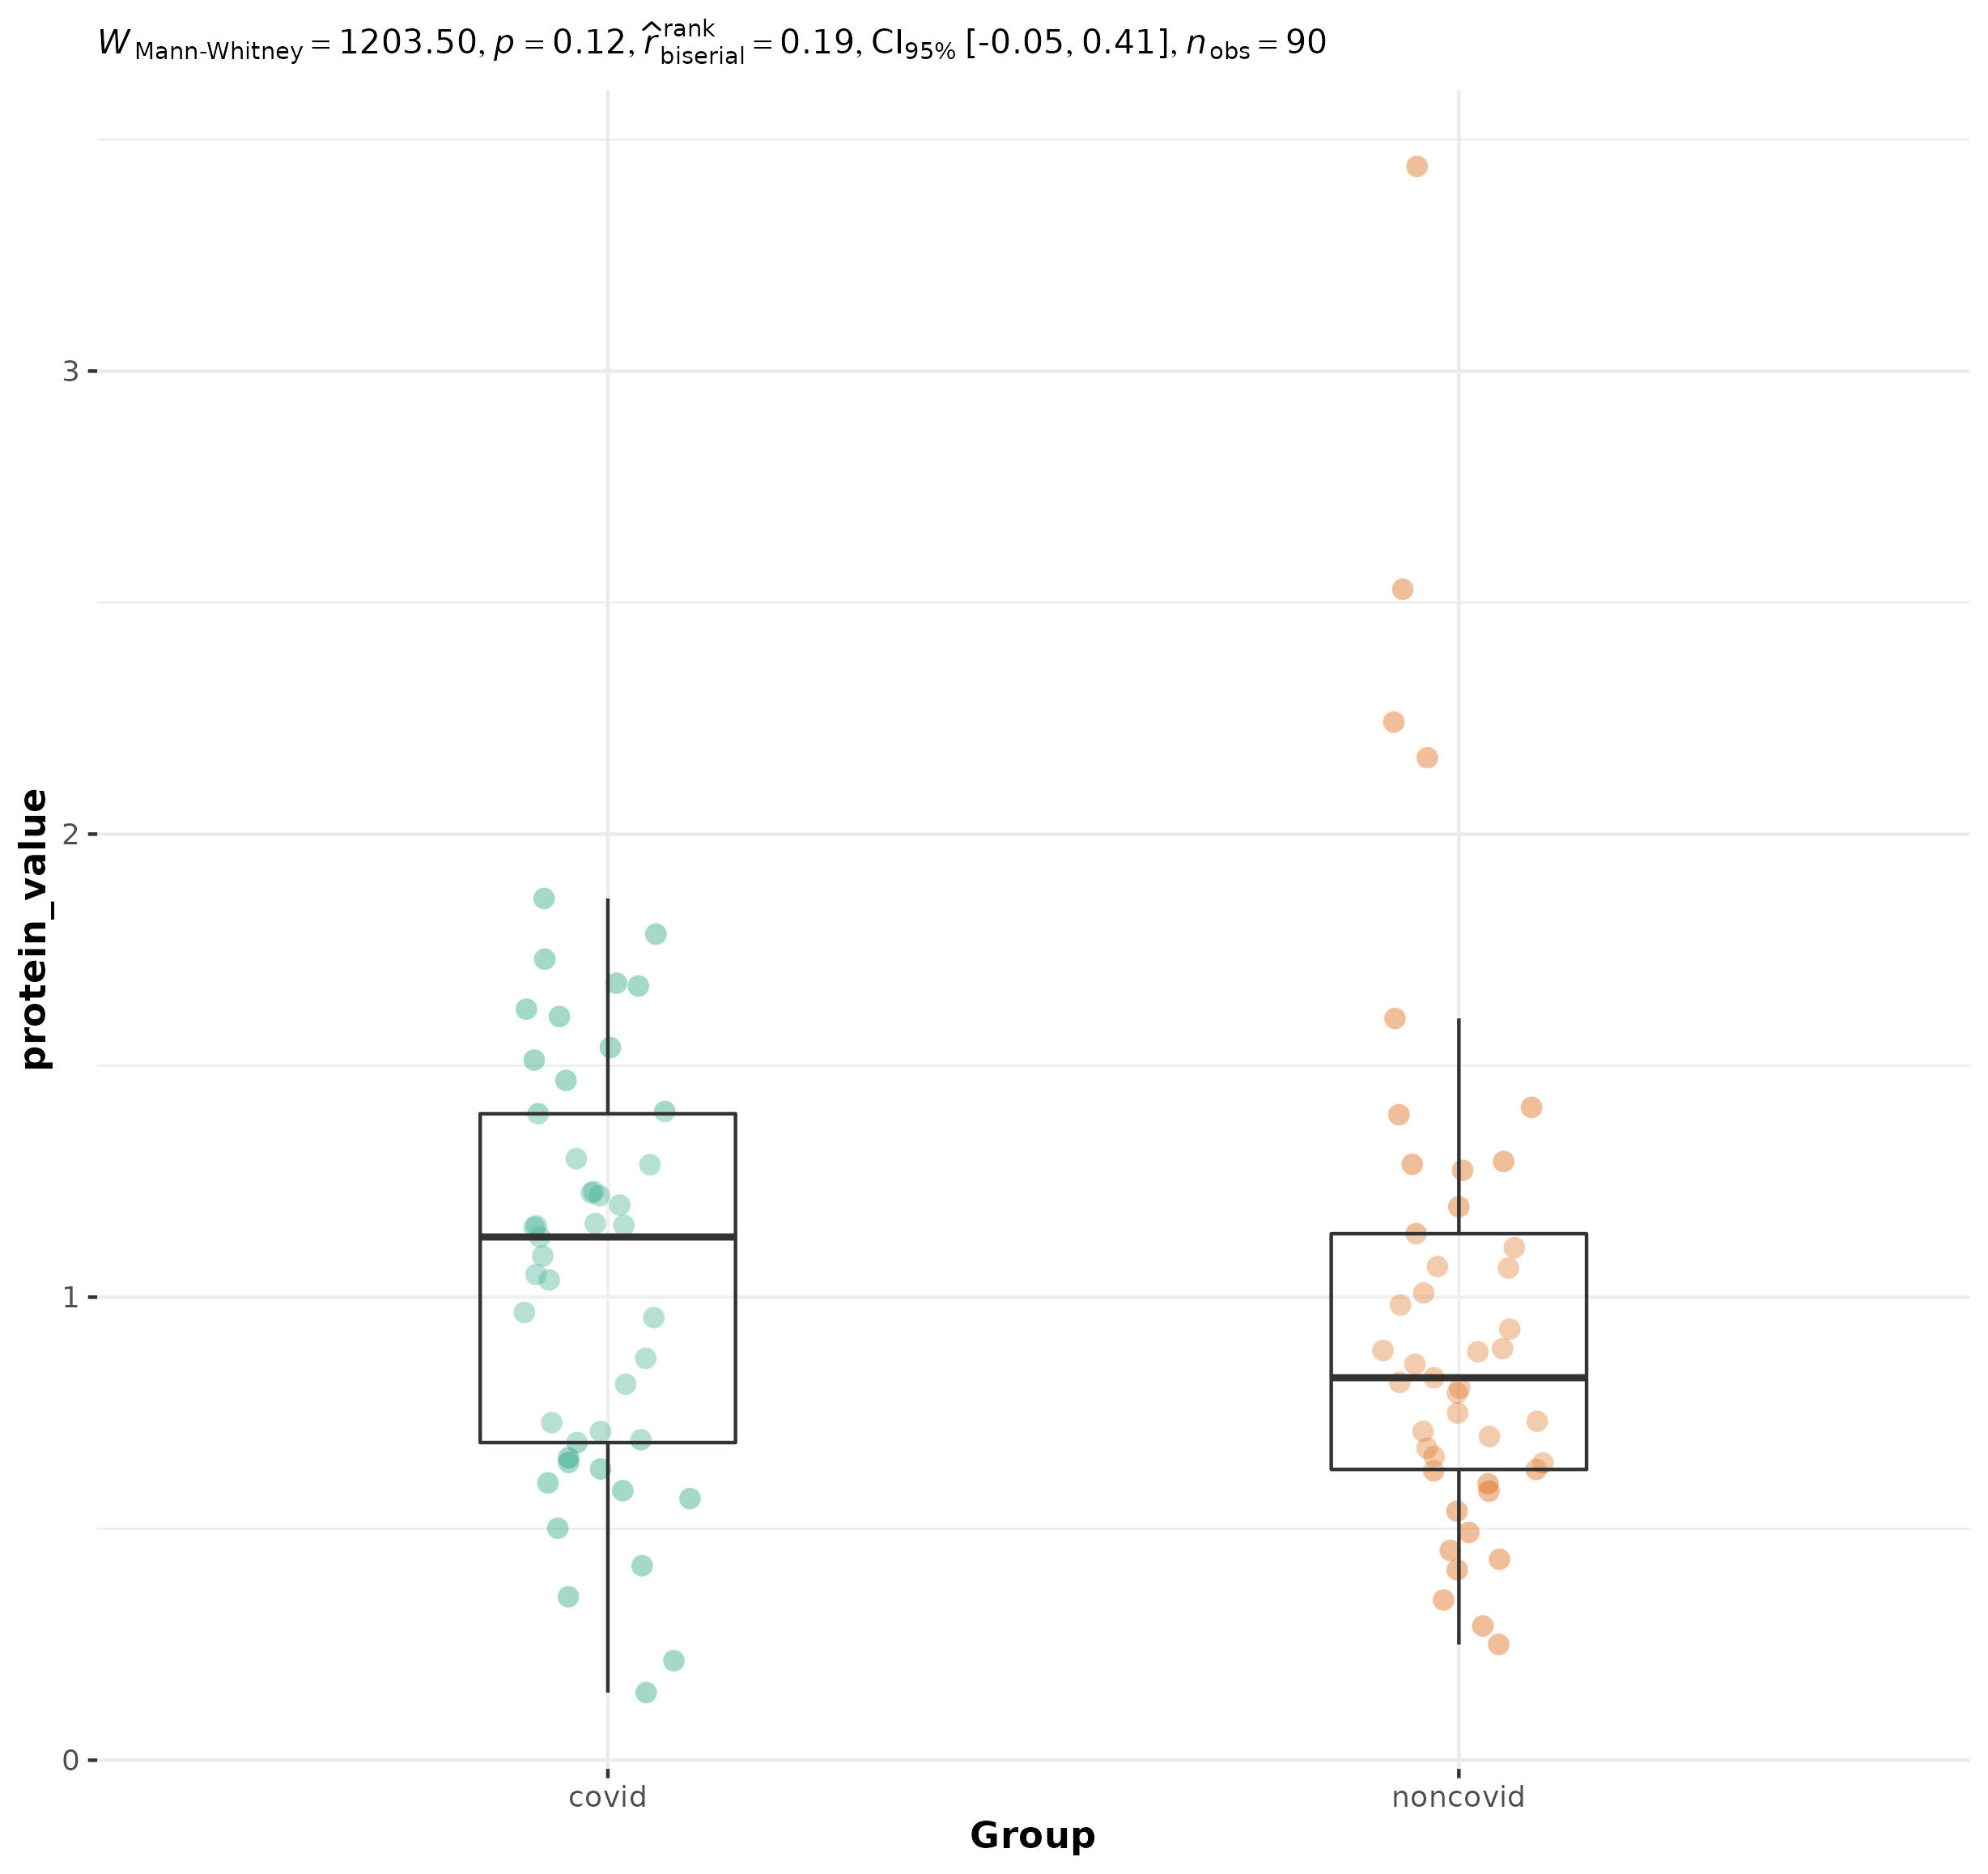 W Mann-Whitney = 1203.50, p = 0.12, r̂ rank biserial = 0.19, CI95% [-0.05, 0.41], nobs = 90
3
2
1
0
protein_value
covid noncovid
Group